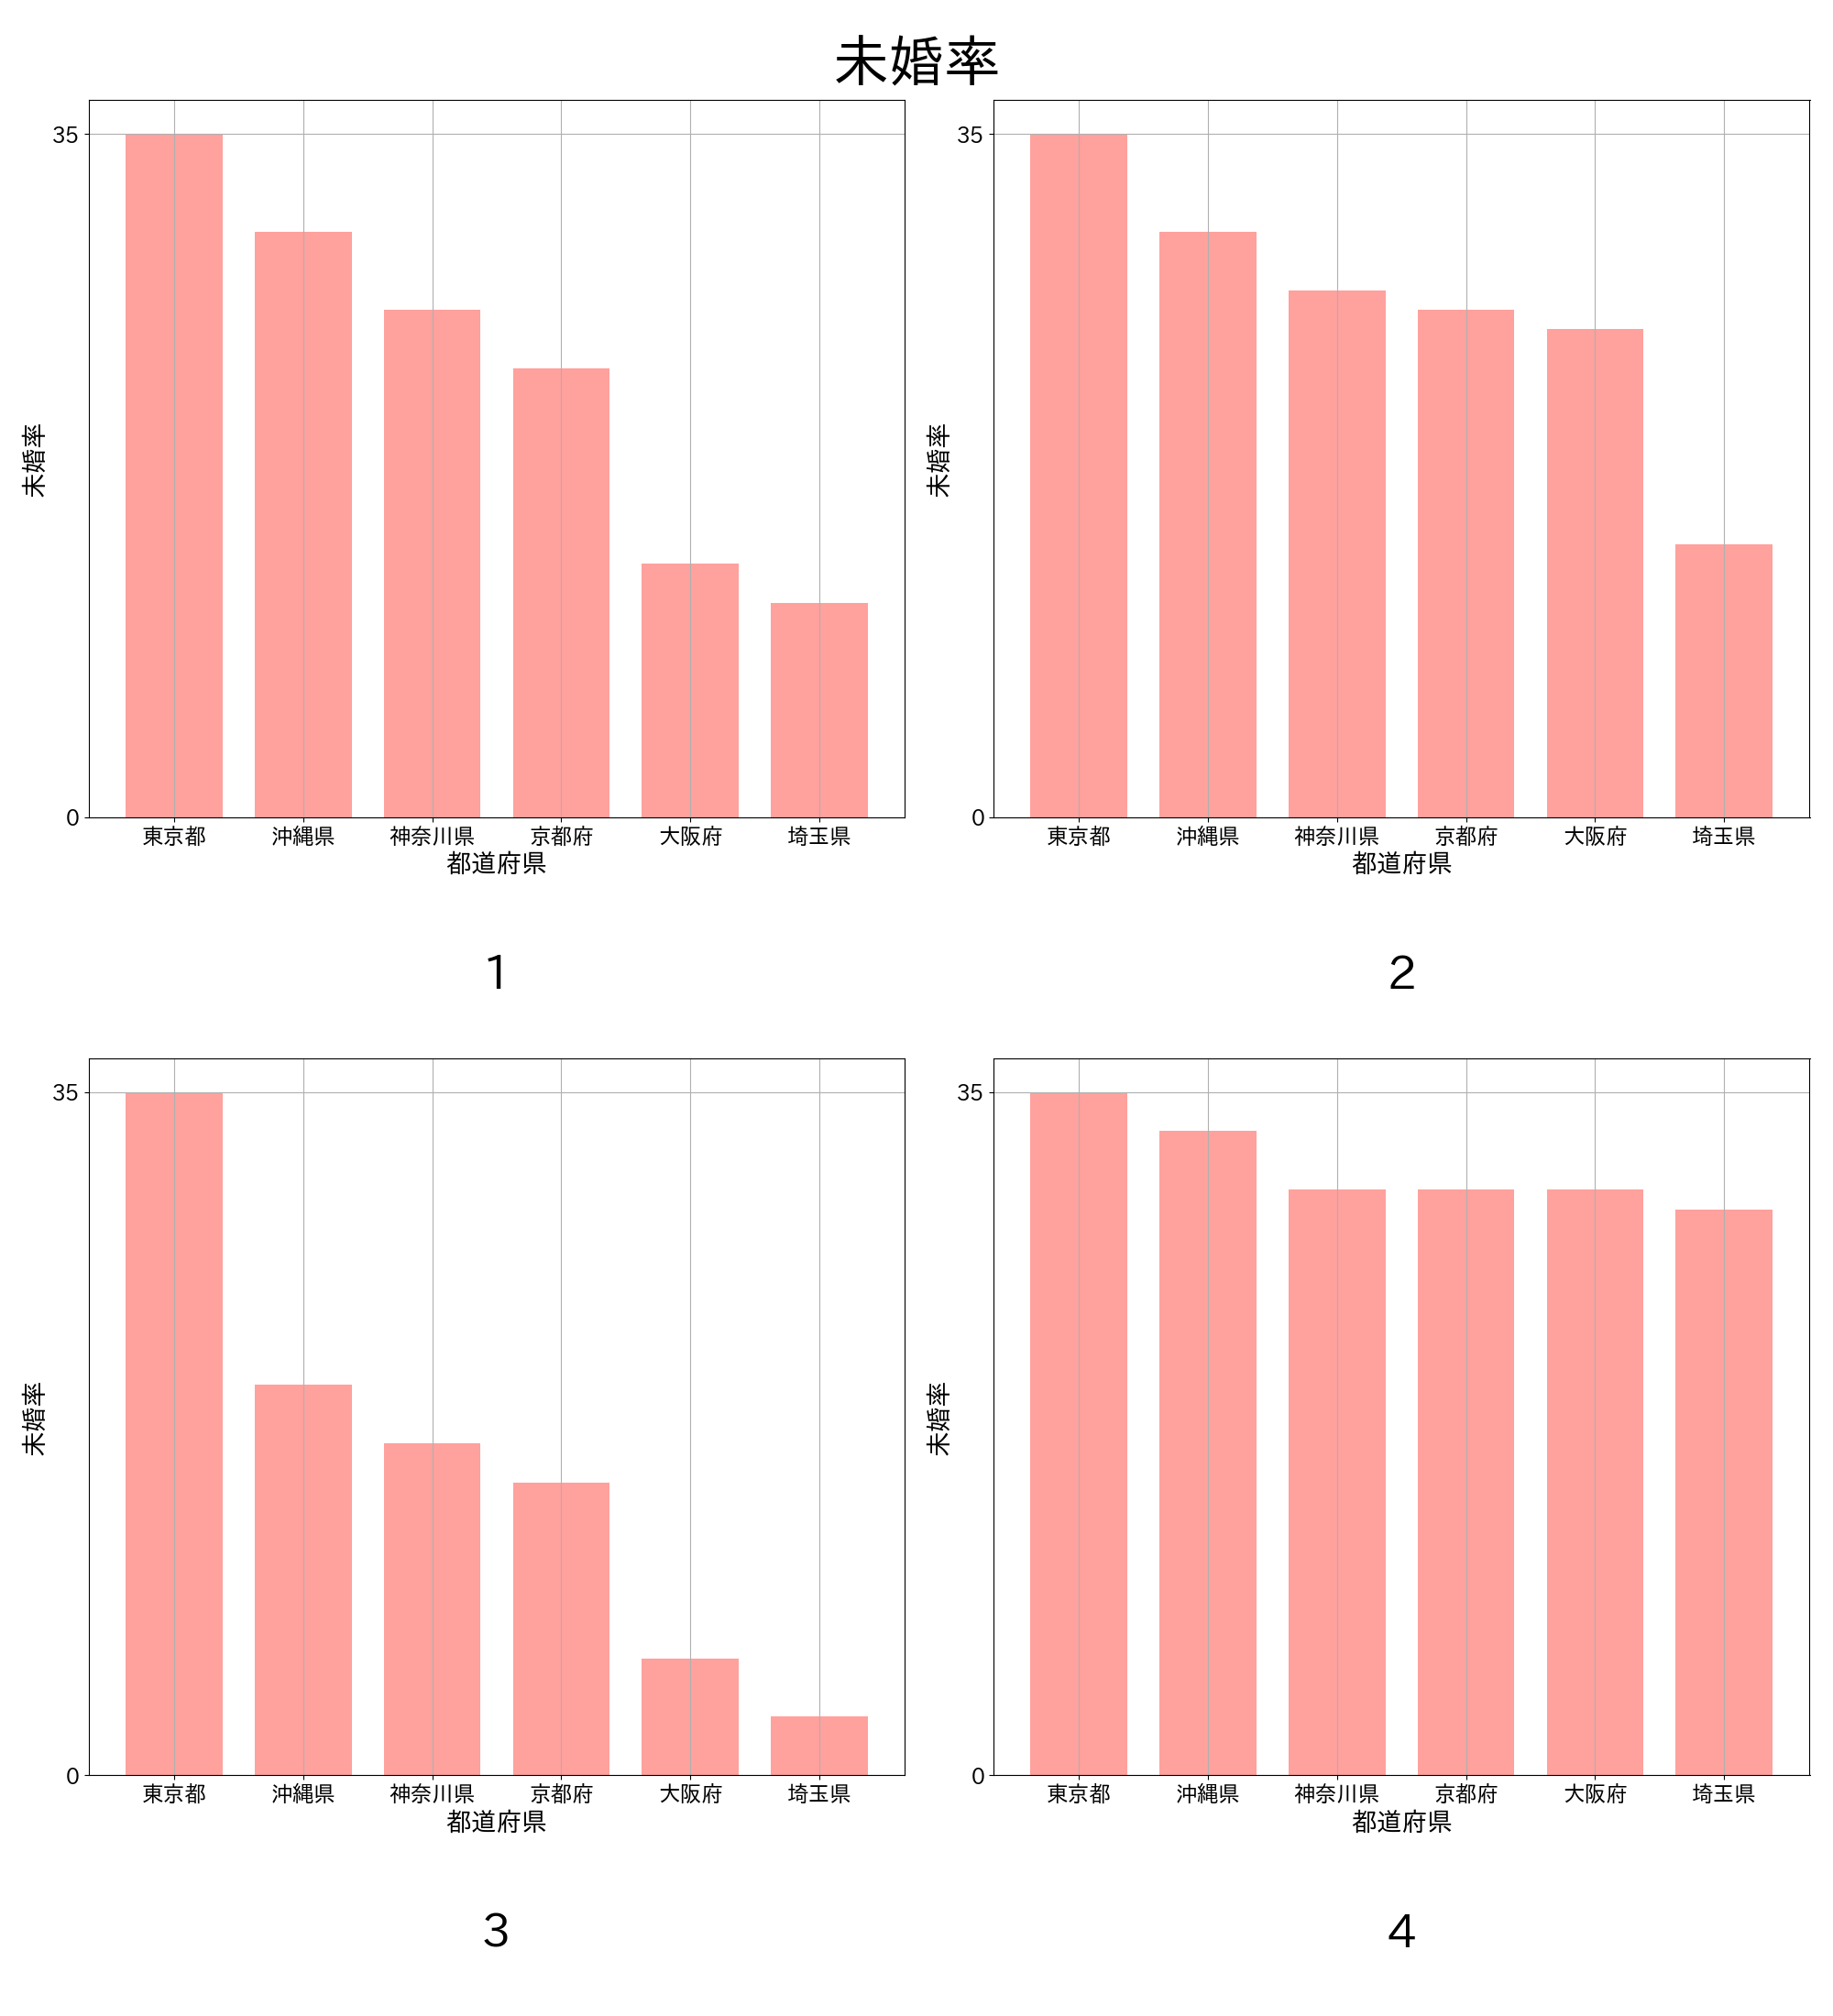 未婚率
35
0
未婚率
東京都 沖縄県 神奈川県 京都府 大阪府 埼玉県
都道府県
1
35
0
未婚率
東京都 沖縄県 神奈川県 京都府 大阪府 埼玉県
都道府県
2
35
0
未婚率
東京都 沖縄県 神奈川県 京都府 大阪府 埼玉県
都道府県
3
35
0
未婚率
東京都 沖縄県 神奈川県 京都府 大阪府 埼玉県
都道府県
4